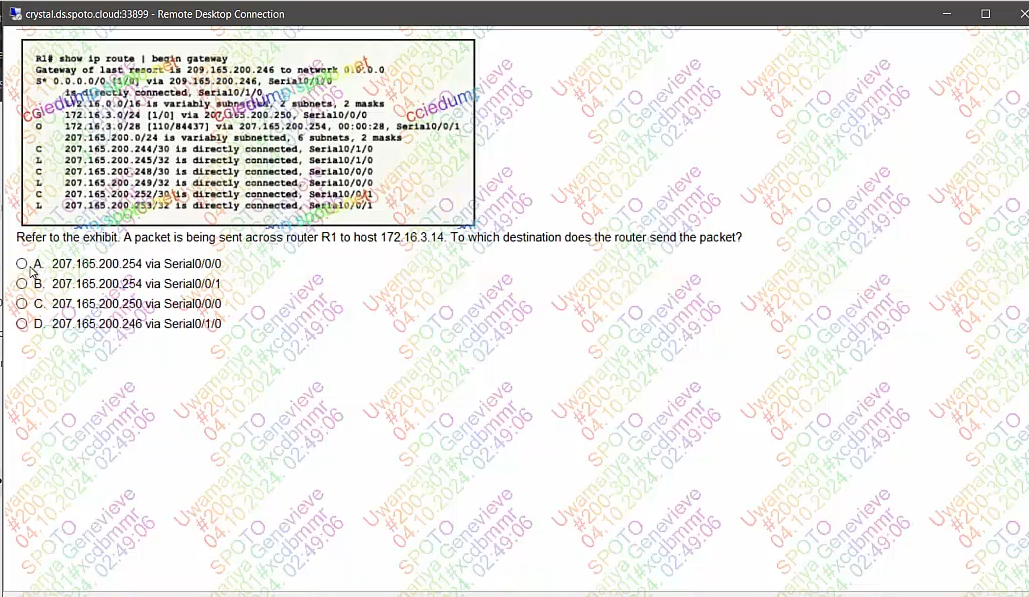 crystal.ds.spoto.cloud:33899 - Remote Desktop Connection
R1# show ip route | begin gateway
Gateway of last resort is 209.165.200.246 to network 0.0.0.0
S* 0.0.0.0/0 [1/0] via 209.165.200.246, Serial0/1/0
is directly connected, Serial0/1/0
172.16.0.0/16 is variably subnetted, 2 subnets, 2 masks
S 172.16.3.0/24 [1/0] via 207.165.200.250, Serial0/0/0
O 172.16.3.0/28 [110/84437] via 207.165.200.254, 00:00:28, Serial0/0/1
207.165.200.0/24 is variably subnetted, 6 subnets, 2 masks
C 207.165.200.244/30 is directly connected, Serial0/1/0
L 207.165.200.245/32 is directly connected, Serial0/1/0
C 207.165.200.248/30 is directly connected, Serial0/0/0
L 207.165.200.249/32 is directly connected, Serial0/0/0
C 207.165.200.252/30 is directly connected, Serial0/0/1
L 207.165.200.253/32 is directly connected, Serial0/0/1
Refer to the exhibit. A packet is being sent across router R1 to host 172.16.3.14. To which destination does the router send the packet?
A. 207.165.200.254 via Serial0/0/0
B. 207.165.200.254 via Serial0/0/1
C. 207.165.200.250 via Serial0/0/0
D. 207.165.200.246 via Serial0/1/0
Uwamanya Genevieve
#200-301#xcdbmmr
04.10.2024. 02:49:06
SPOTO